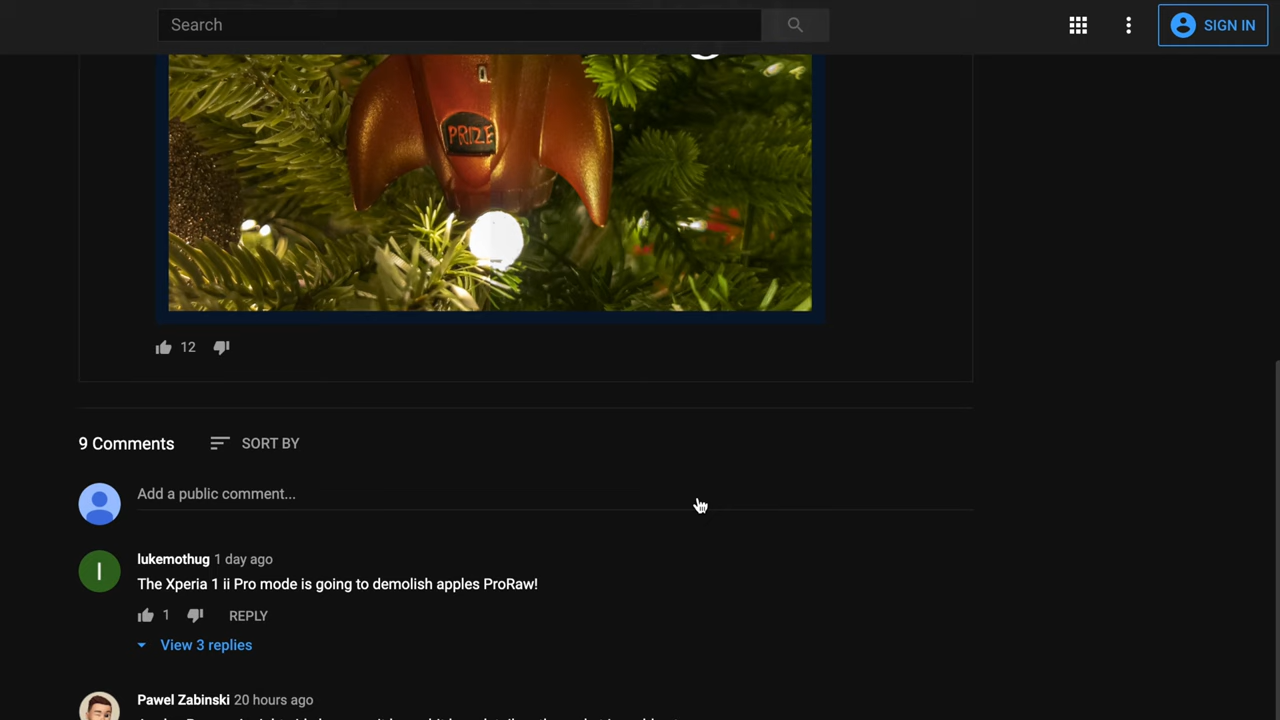 Search
SIGN IN
PRIZE
12
9 Comments
SORT BY
Add a public comment...
I
lukemothug 1 day ago
The Xperia 1 ii Pro mode is going to demolish apples ProRaw!
1
REPLY
View 3 replies
Pawel Zabinski 20 hours ago